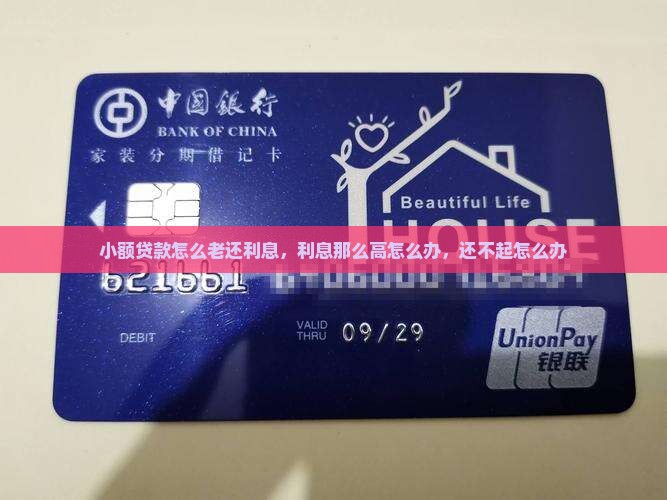 中国银行
BANK OF CHINA
家装分期借记卡
Beautiful Life
HOUSE
小额贷款怎么老还利息，利息那么高怎么办，还不起怎么办
621661
DEBIT
VALID
THRU
09/29
UnionPay
银联